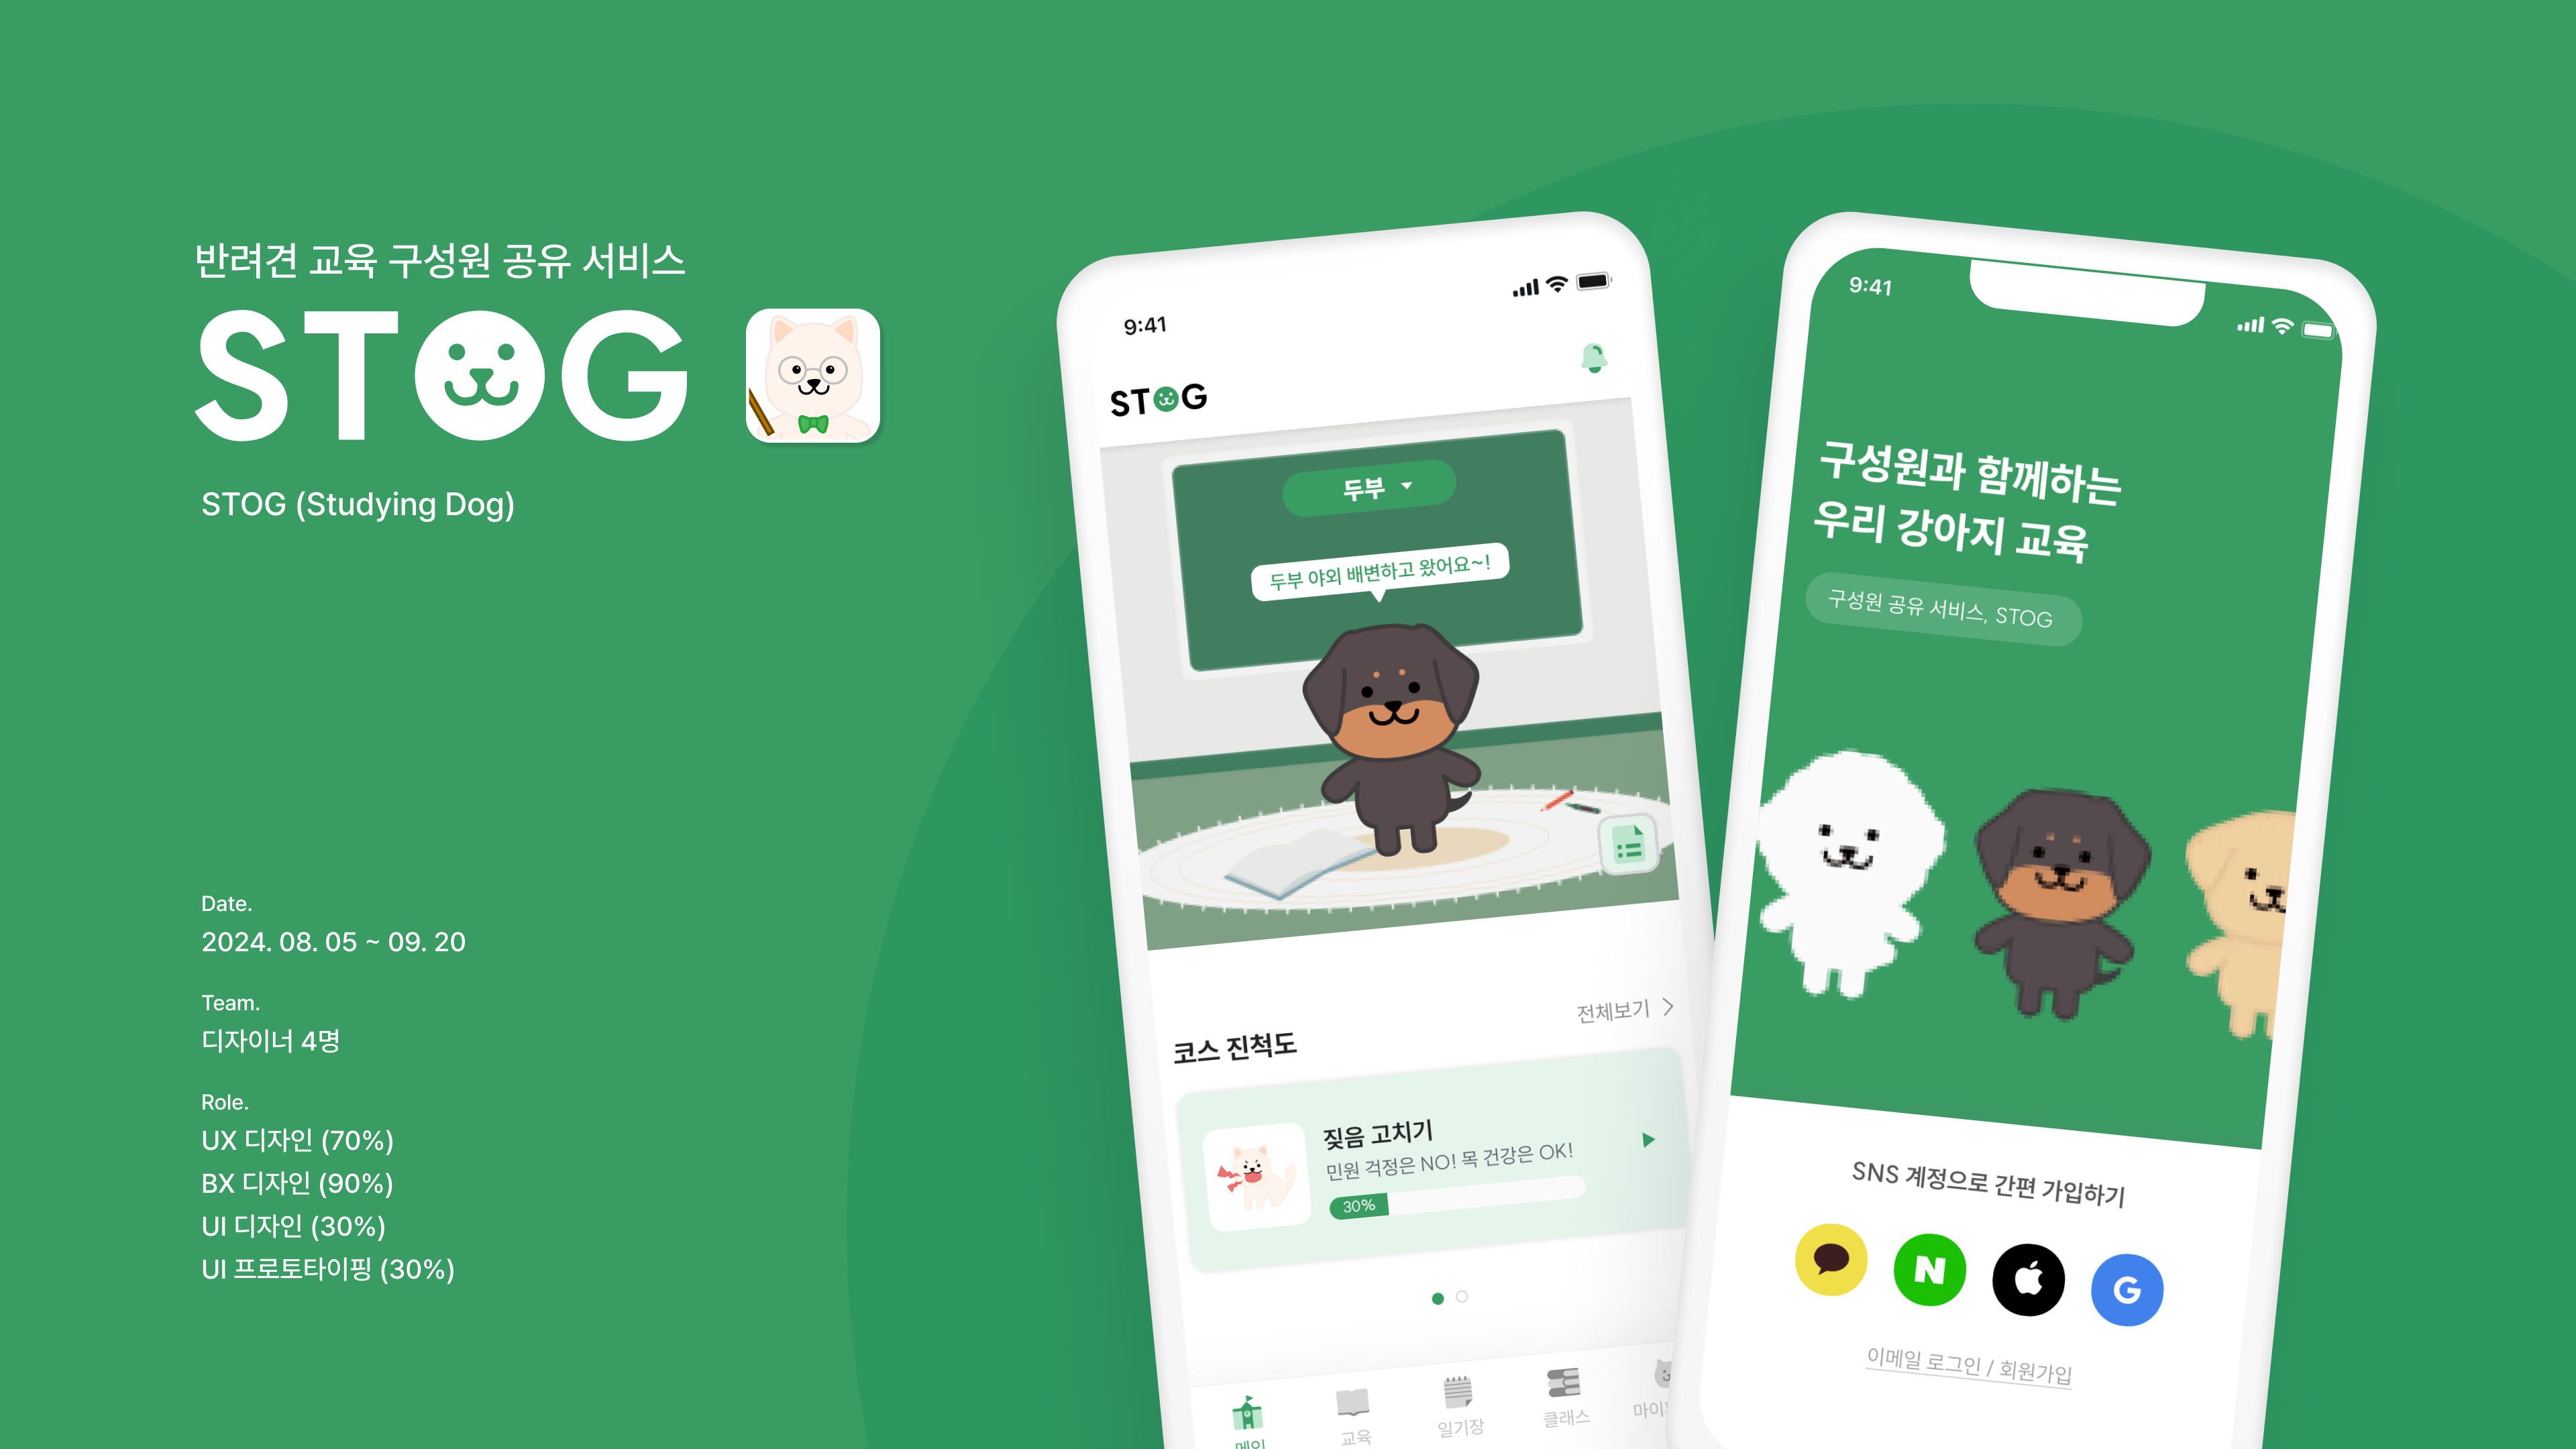 반려견 교육 구성원 공유 서비스
STOG
STOG (Studying Dog)
Date.
2024. 08. 05 ~ 09. 20
Team.
디자이너 4명
Role.
UX 디자인 (70%)
BX 디자인 (90%)
UI 디자인 (30%)
UI 프로토타이핑 (30%)
9:41
STOG
두부
두부 야외 배변하고 왔어요~!
코스 진척도
전체보기
짖음 고치기
민원 걱정은 NO! 목 건강은 OK!
30%
메인
교육
일기장
클래스
마이
9:41
구성원과 함께하는
우리 강아지 교육
구성원 공유 서비스, STOG
SNS 계정으로 간편 가입하기
N
G
이메일 로그인 / 회원가입